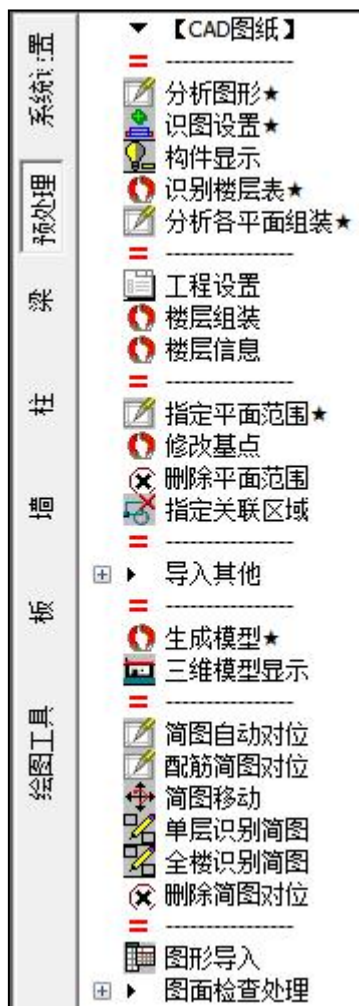 系统设置
预处理
梁
柱
墙
板
绘图工具
▼ 【CAD图纸】
= ----------------
分析图形★
识图设置★
构件显示
识别楼层表★
分析各平面组装★
= ----------------
工程设置
楼层组装
楼层信息
= ----------------
指定平面范围★
修改基点
删除平面范围
指定关联区域
= ----------------
导入其他
= ----------------
生成模型★
三维模型显示
= ----------------
简图自动对位
配筋简图对位
简图移动
单层识别简图
全楼识别简图
删除简图对位
= ----------------
图形导入
图面检查处理